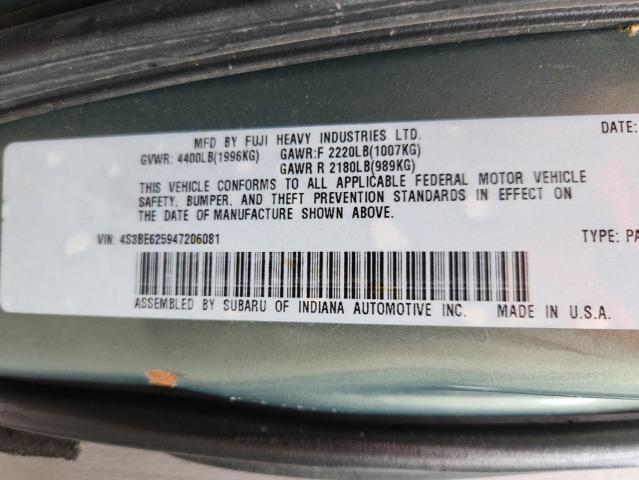 MFD BY FUJI HEAVY INDUSTRIES LTD. DATE:
GVWR: 4400LB(1996KG) GAWR:F 2220LB(1007KG)
GAWR R 2180LB(989KG)
THIS VEHICLE CONFORMS TO ALL APPLICABLE FEDERAL MOTOR VEHICLE
SAFETY, BUMPER, AND THEFT PREVENTION STANDARDS IN EFFECT ON
THE DATE OF MANUFACTURE SHOWN ABOVE.
VIN: 4S3BE625947206081 TYPE: PA
ASSEMBLED BY SUBARU OF INDIANA AUTOMOTIVE INC. MADE IN U.S.A.